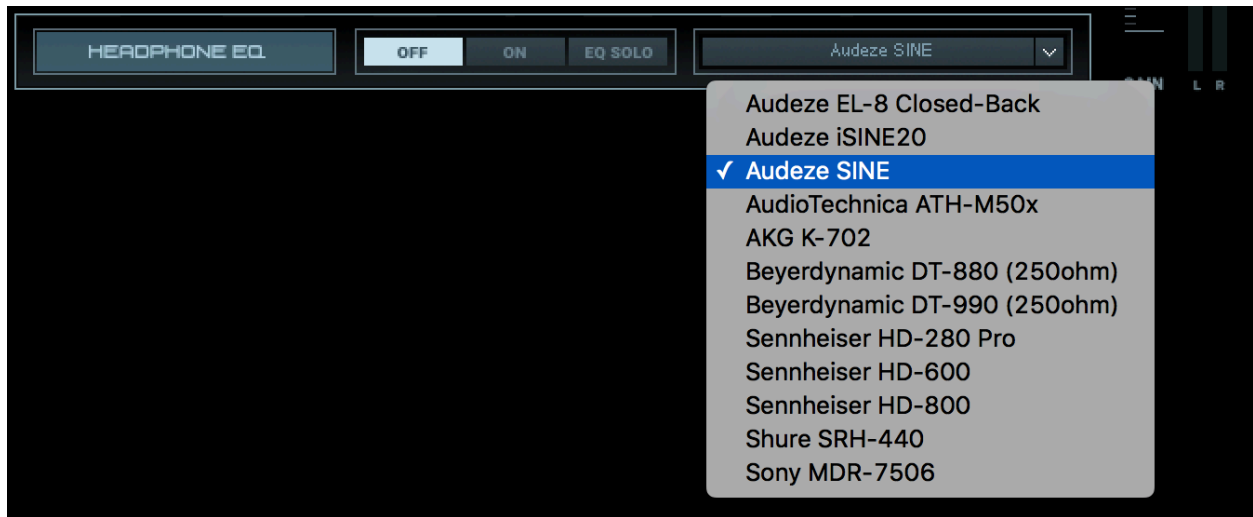 HEADPHONE EQ
OFF ON EQ SOLO
Audeze SINE
L R
Audeze EL-8 Closed-Back
Audeze iSINE20
✓ Audeze SINE
AudioTechnica ATH-M50x
AKG K-702
Beyerdynamic DT-880 (250ohm)
Beyerdynamic DT-990 (250ohm)
Sennheiser HD-280 Pro
Sennheiser HD-600
Sennheiser HD-800
Shure SRH-440
Sony MDR-7506